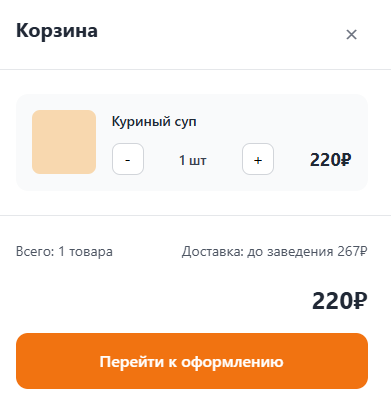 Корзина
×
Куриный суп
- 1 шт + 220₽
Всего: 1 товара Доставка: до заведения 267₽
220₽
Перейти к оформлению